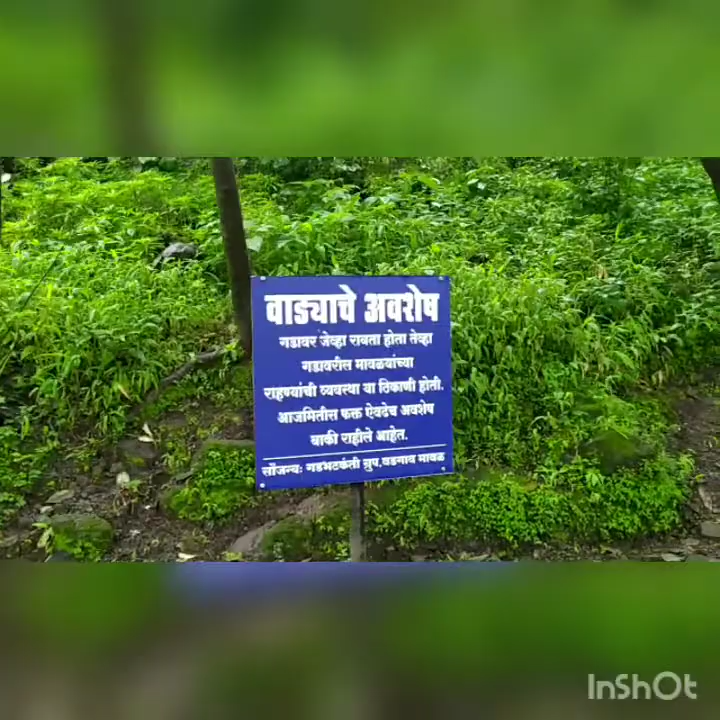 वाड्याचे अवशेष
गडावर जेव्हा राबता होता तेव्हा
गडावरील मावळ्यांच्या
राहण्यांची व्यवस्था या ठिकाणी होती.
आजमितीस फक्त ऐवढेच अवशेष
बाकी राहीले आहेत.
सौंजन्यः गडभटकंती ग्रुप,वडगाव मावळ
InShOt